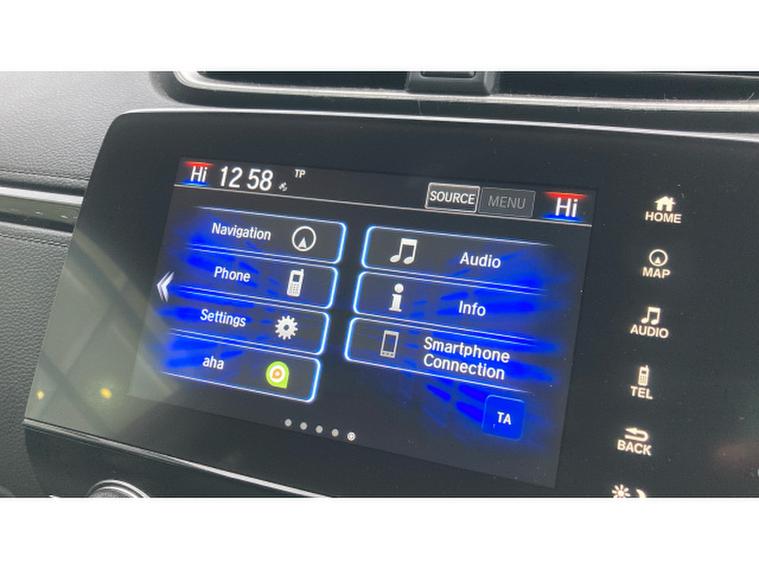 Hi 12 58 TP SOURCE MENU Hi
Navigation
Audio
Phone
Info
Settings
Smartphone
Connection
aha
TA
HOME
MAP
AUDIO
TEL
BACK